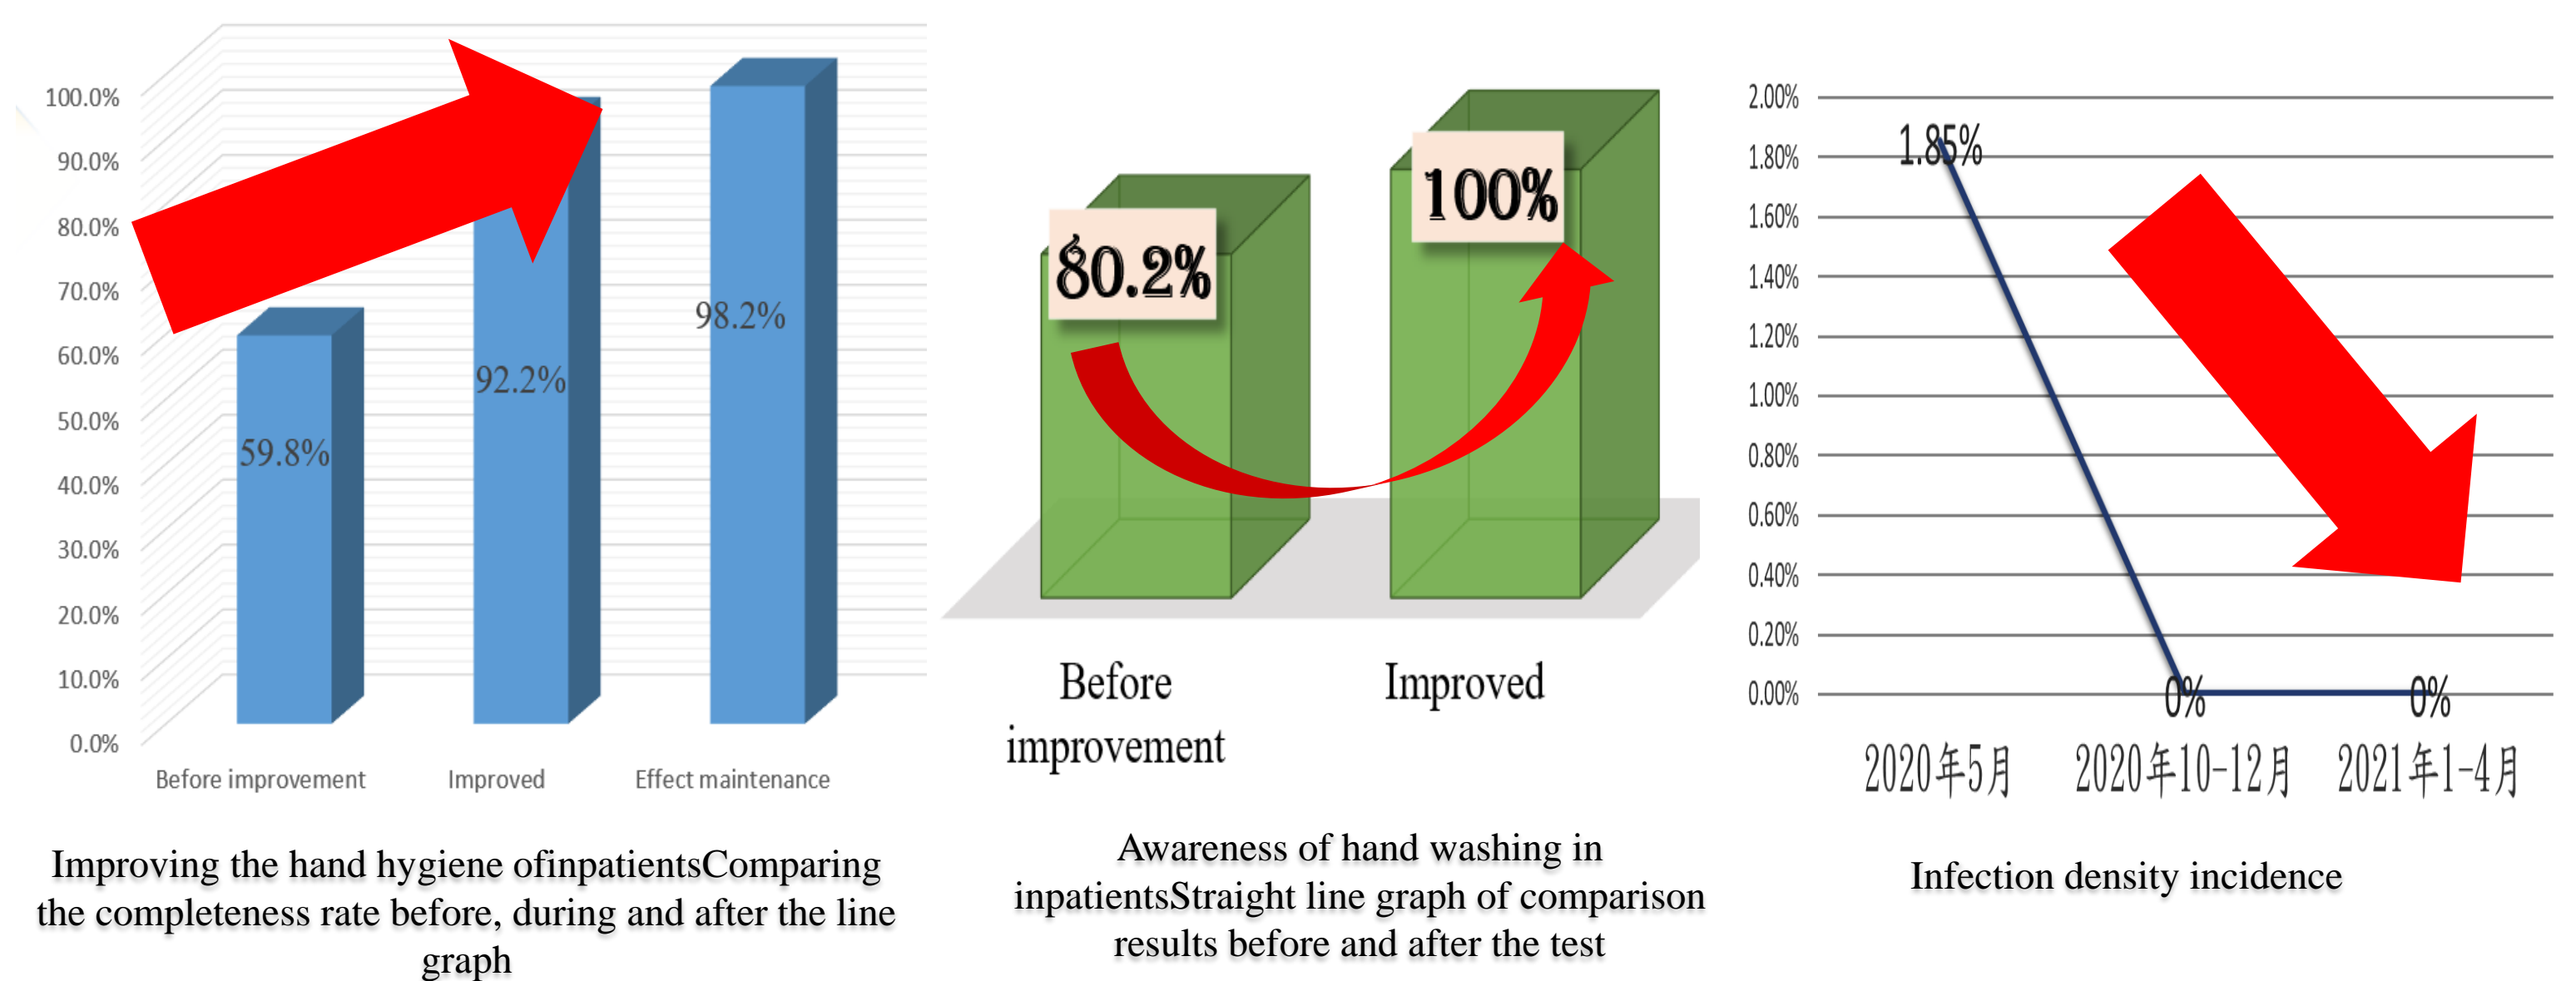 100.0%
90.0%
80.0%
70.0%
60.0%
50.0%
40.0%
30.0%
20.0%
10.0%
0.0%
59.8%
92.2%
98.2%
Before improvement
Improved
Effect maintenance
Improving the hand hygiene ofinpatientsComparing
the completeness rate before, during and after the line
graph
80.2%
100%
Before
improvement
Improved
Awareness of hand washing in
inpatientsStraight line graph of comparison
results before and after the test
2.00%
1.80%
1.60%
1.40%
1.20%
1.00%
0.80%
0.60%
0.40%
0.20%
0.00%
1.85%
0%
0%
2020年5月
2020年10-12月
2021年1-4月
Infection density incidence